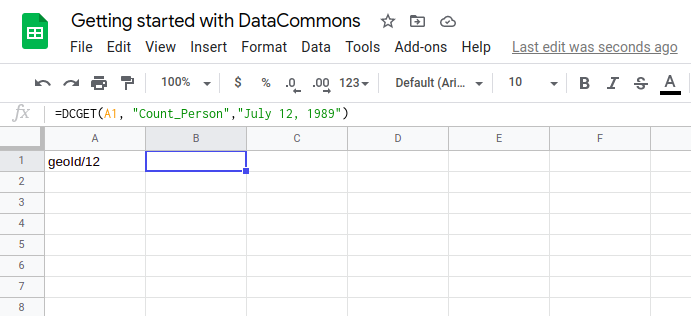 Getting started with DataCommons
File Edit View Insert Format Data Tools Add-ons Help Last edit was seconds ago
100% $ % .0 .00 123 Default (Ari... 10 B I S A
fx =DCGET(A1, "Count_Person","July 12, 1989")
A B C D E F
1 geoId/12
2
3
4
5
6
7
8